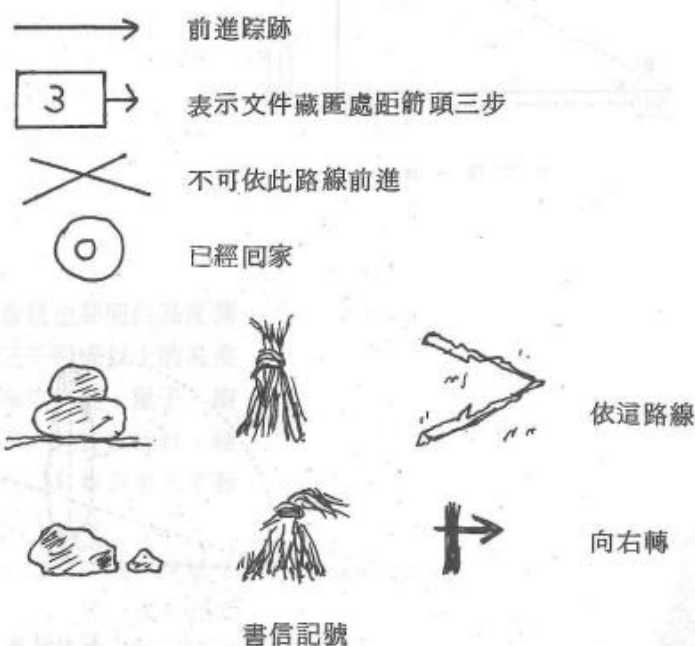 前進踪跡
3
表示文件藏匿處距箭頭三步
不可依此路線前進
已經回家
依這路線
向右轉
書信記號